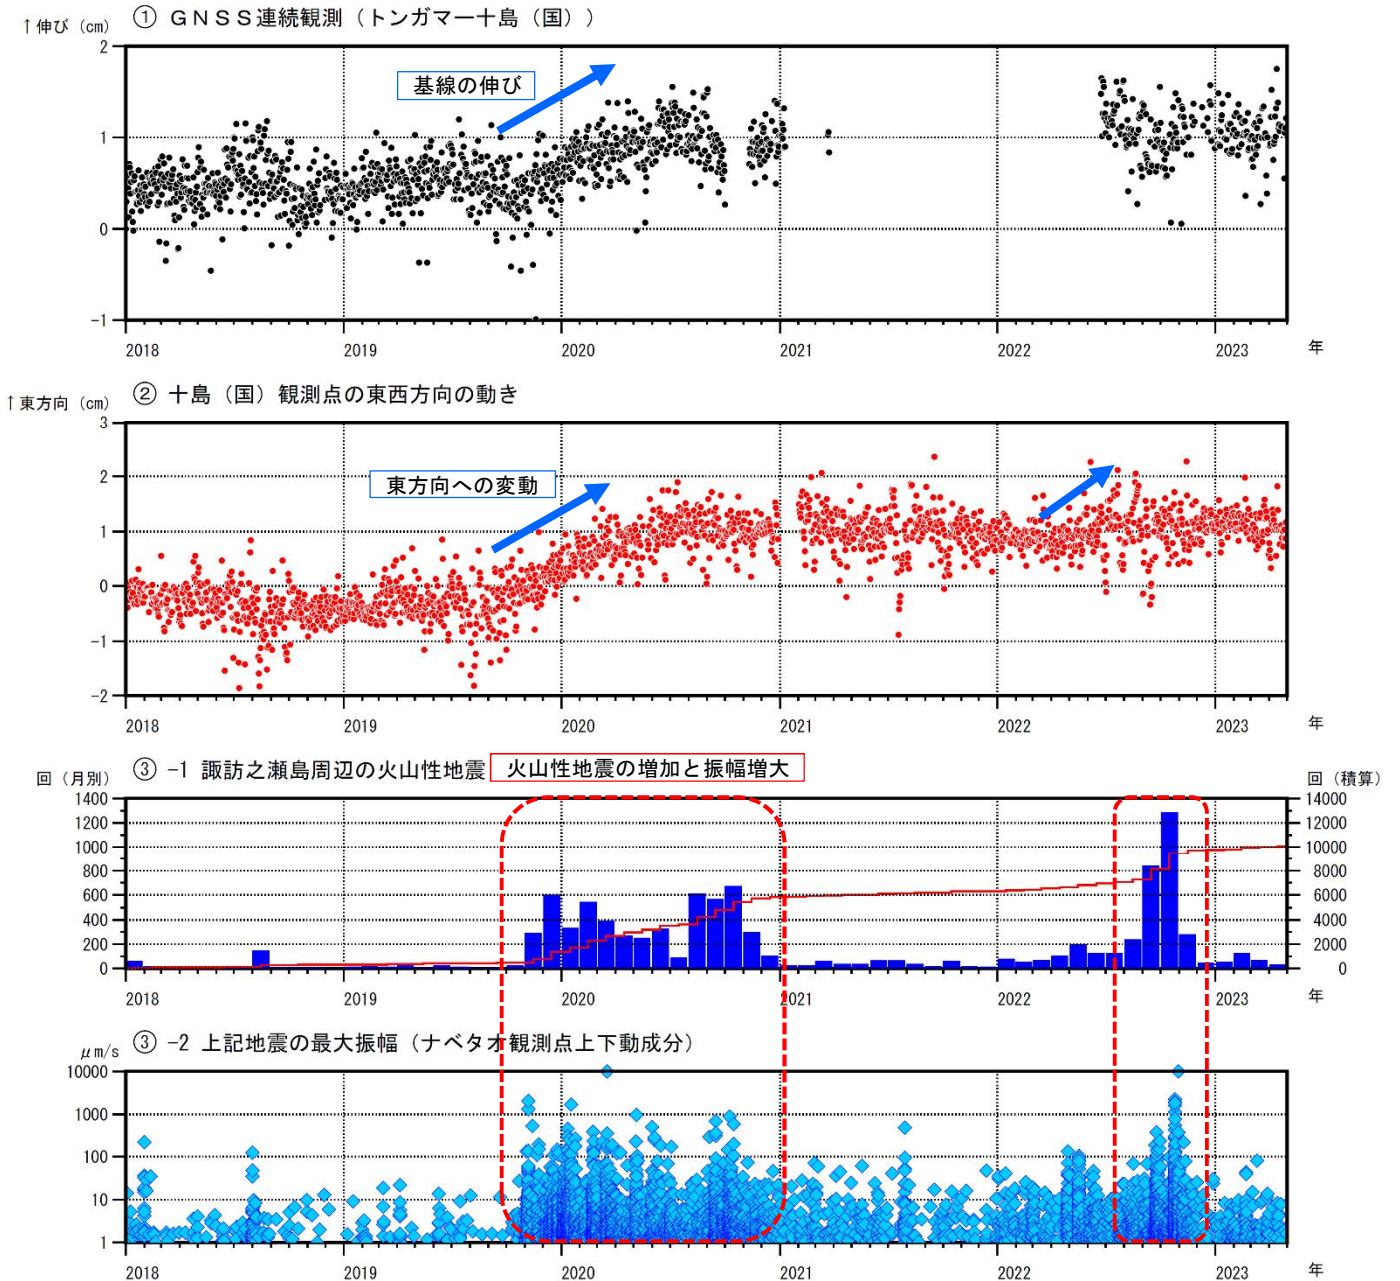 ① ＧＮＳＳ連続観測（トンガマー十島（国））
↑伸び（cm）
2
基線の伸び
1
0
−1
2018 2019 2020 2021 2022 2023 年
② 十島（国）観測点の東西方向の動き
↑東方向（cm）
3
2
東方向への変動
1
0
−1
−2
2018 2019 2020 2021 2022 2023 年
③ -1 諏訪之瀬島周辺の火山性地震 火山性地震の増加と振幅増大
回（月別） 回（積算）
1400 14000
1200 12000
1000 10000
800 8000
600 6000
400 4000
200 2000
0 0
2018 2019 2020 2021 2022 2023 年
③ -2 上記地震の最大振幅（ナベタオ観測点上下動成分）
μm/s
10000
1000
100
10
1
2018 2019 2020 2021 2022 2023 年